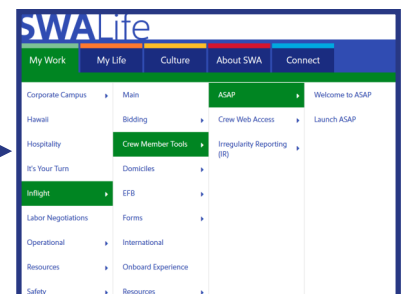 SWALife
My Work My Life Culture About SWA Connect
Corporate Campus
Hawaii
Hospitality
It's Your Turn
Inflight
Labor Negotiations
Operational
Resources
Safety
Main
Bidding
Crew Member Tools
Domiciles
EFB
Forms
International
Onboard Experience
Resources
ASAP
Crew Web Access
Irregularity Reporting
(IR)
Welcome to ASAP
Launch ASAP